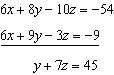 6x + 8y − 10z = −54
6x + 9y − 3z = −9
y + 7z = 45